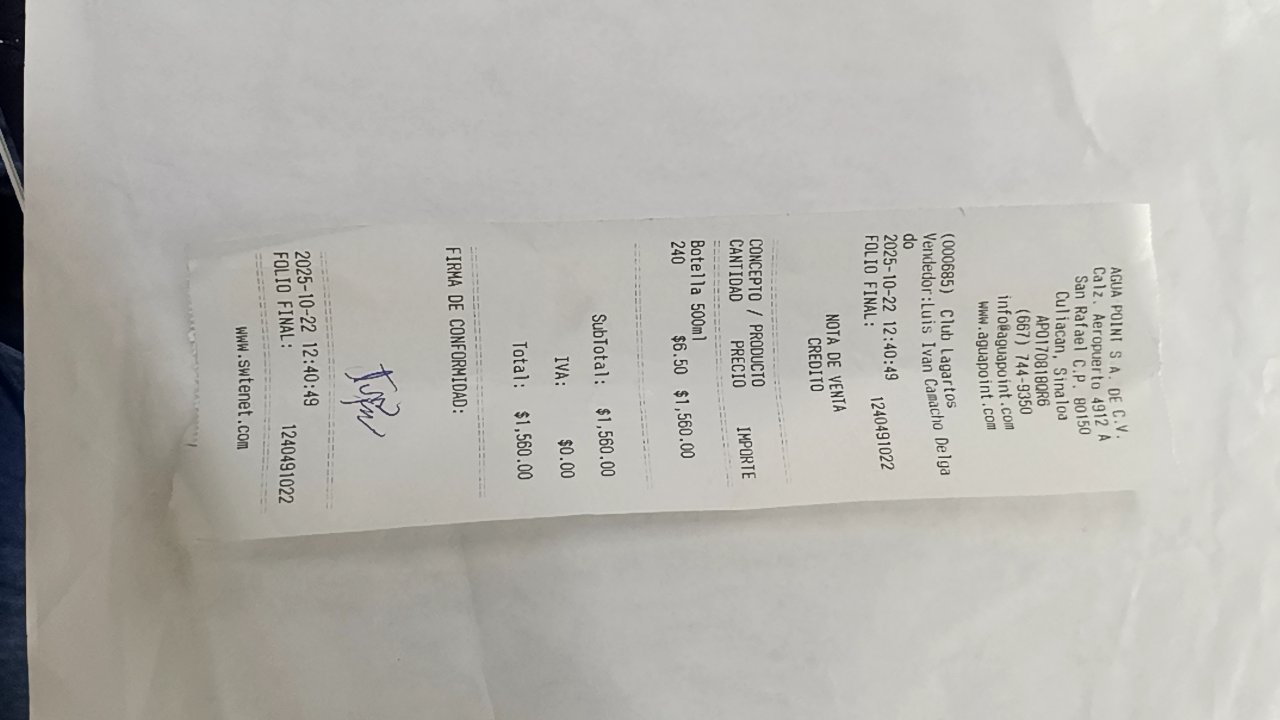 AGUA POINT S.A. DE C.V.
Calz. Aeropuerto 4912 A
San Rafael C.P. 80150
Culiacan, Sinaloa
APO170818QR6
(667) 744-9350
info@aguapoint.com
www.aguapoint.com
(000685) Club Lagartos
Vendedor:Luis Ivan Camacho Delga
do
2025-10-22 12:40:49
FOLIO FINAL: 1240491022
NOTA DE VENTA
CREDITO
CONCEPTO / PRODUCTO
CANTIDAD PRECIO IMPORTE
Botella 500ml
240 $6.50 $1,560.00
SubTotal: $1,560.00
IVA: $0.00
Total: $1,560.00
FIRMA DE CONFORMIDAD:
2025-10-22 12:40:49
FOLIO FINAL: 1240491022
www.swtenet.com